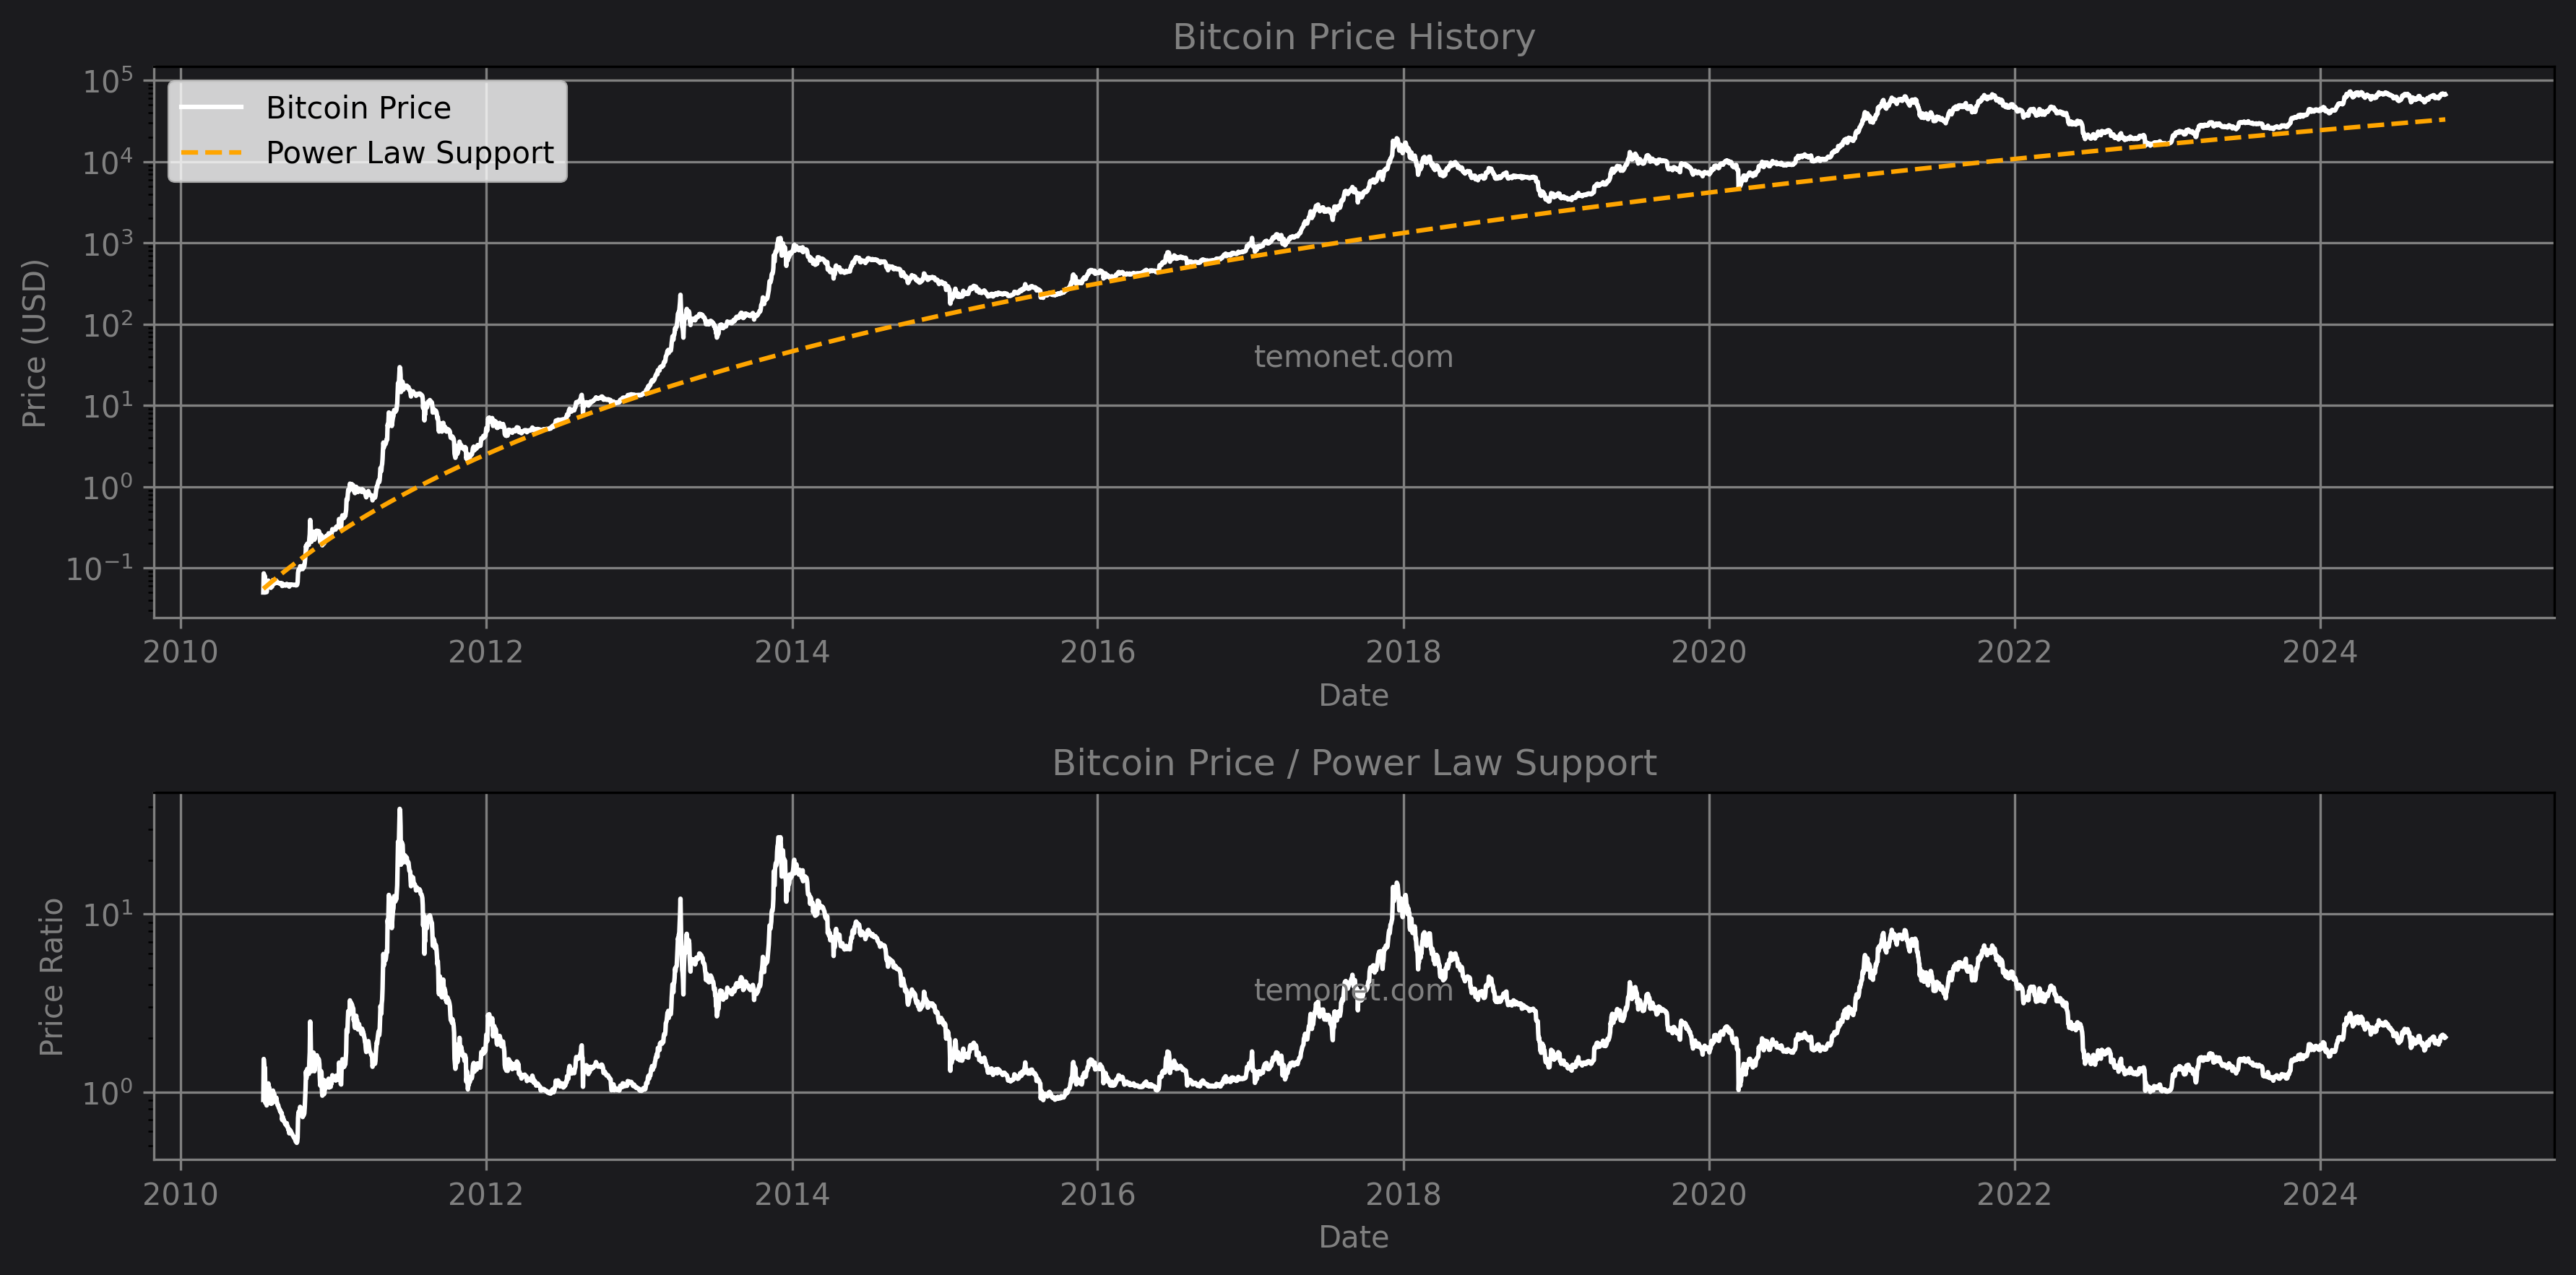 Bitcoin Price History
Price (USD)
10⁵
10⁴
10³
10²
10¹
10⁰
10⁻¹
Bitcoin Price
Power Law Support
temonet.com
2010 2012 2014 2016 2018 2020 2022 2024
Date
Bitcoin Price / Power Law Support
Price Ratio
10¹
10⁰
temonet.com
2010 2012 2014 2016 2018 2020 2022 2024
Date